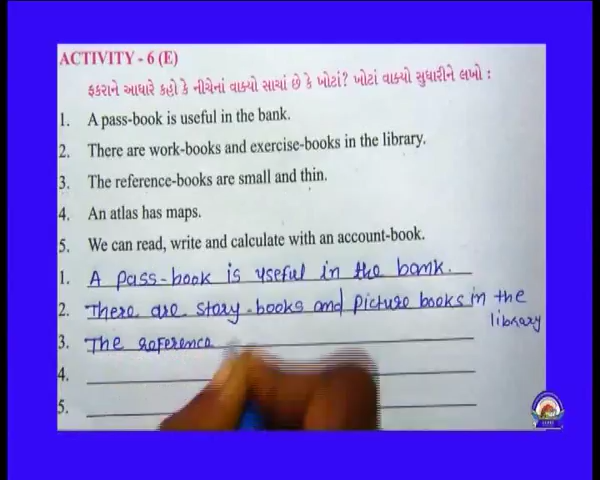 ACTIVITY - 6 (E)
ફકરાને આધારે કહો કે નીચેનાં વાક્યો સાચાં છે કે ખોટાં? ખોટાં વાક્યો સુધારીને લખો :
1. A pass-book is useful in the bank.
2. There are work-books and exercise-books in the library.
3. The reference-books are small and thin.
4. An atlas has maps.
5. We can read, write and calculate with an account-book.
1. A pass-book is useful in the bank.
2. There are story-books and picture books in the
library
3. The reference
4.
5.